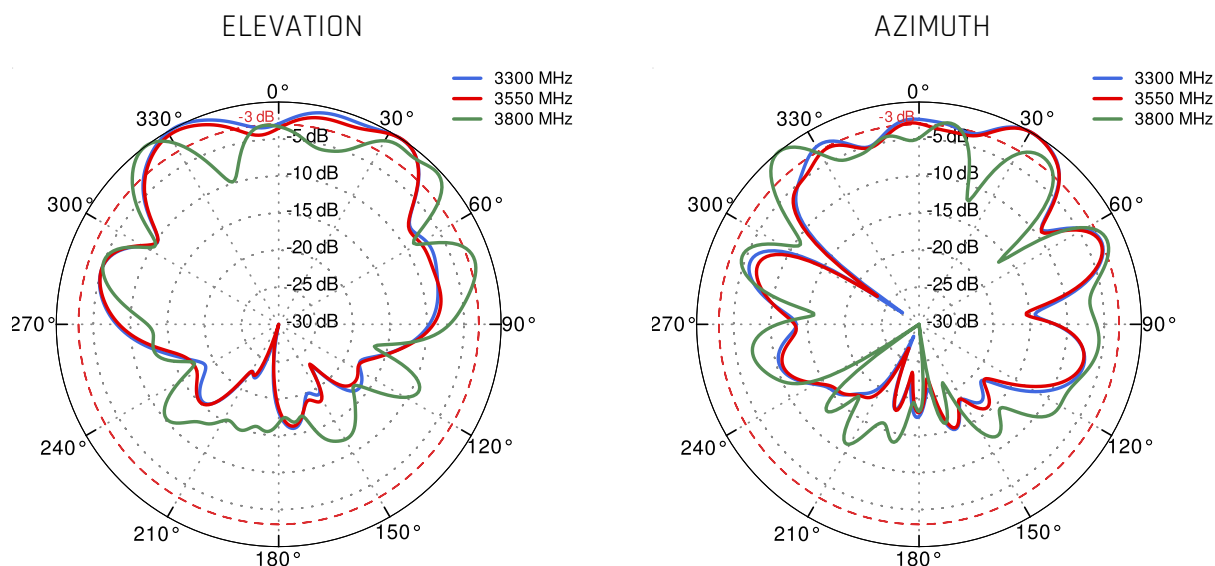 ELEVATION
3300 MHz
3550 MHz
3800 MHz
0°
330°
-3 dB
30°
-5 dB
-10 dB
300°
60°
-15 dB
-20 dB
-25 dB
270°
-30 dB
90°
240°
120°
210°
150°
180°
AZIMUTH
3300 MHz
3550 MHz
3800 MHz
0°
330°
-3 dB
30°
-5dB
-10 dB
300°
60°
-15 dB
-20 dB
-25 dB
270°
-30 dB
90°
240°
120°
210°
150°
180°